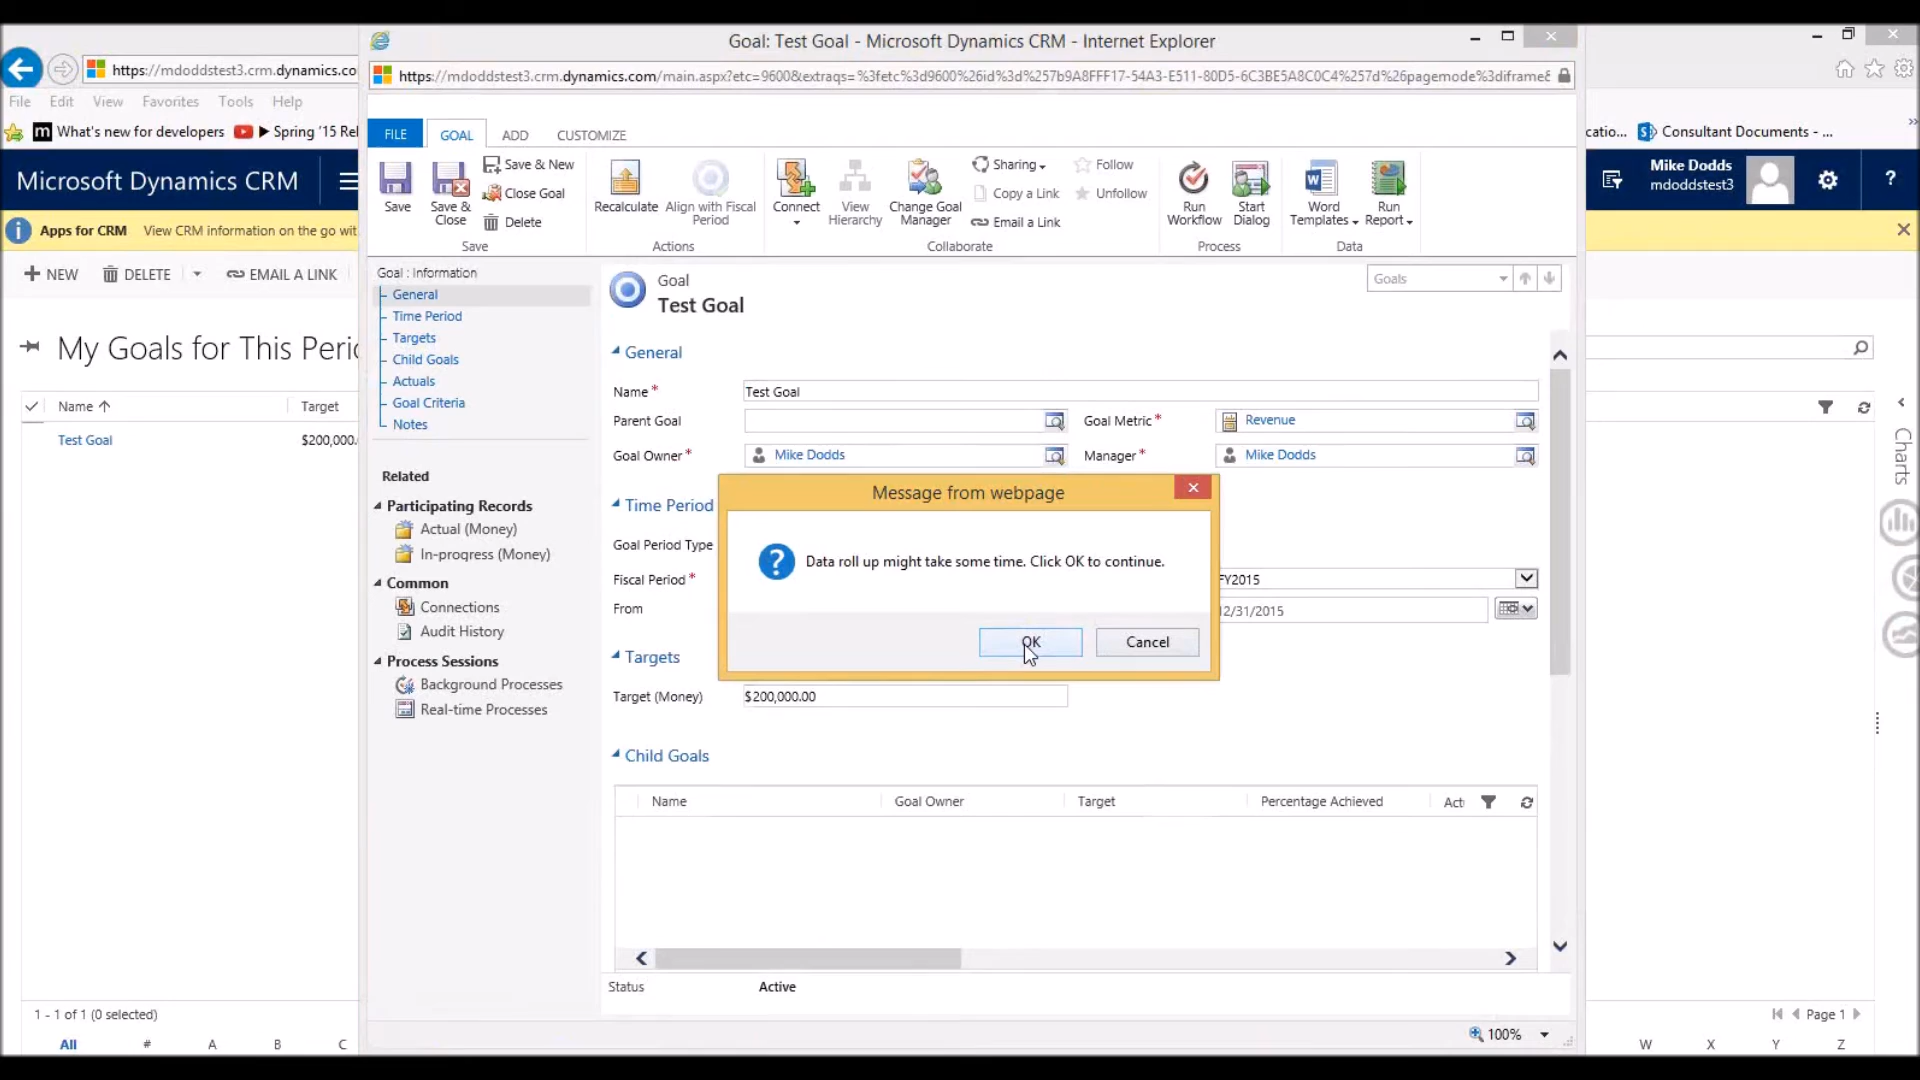 Goal: Test Goal - Microsoft Dynamics CRM - Internet Explorer
https://mdoddstest3.crm.dynamics.co
https://mdoddstest3.crm.dynamics.com/main.aspx?etc=9600&extraqs=%3fetc%3d9600%26id%3d%257b9A8FFF17-54A3-E511-80D5-6C3BE5A8C0C4%257d%26pagemode%3diframe&
File Edit View Favorites Tools Help
What's new for developers Spring '15 Rel
catio... Consultant Documents - ...
FILE GOAL ADD CUSTOMIZE
Microsoft Dynamics CRM
Mike Dodds
mdoddstest3
?
Save
Save & Close
Save & New
Close Goal
Delete
Save
Recalculate
Align with Fiscal Period
Actions
Connect
View Hierarchy
Change Goal Manager
Sharing
Copy a Link
Email a Link
Follow
Unfollow
Collaborate
Run Workflow
Start Dialog
Process
Word Templates
Run Report
Data
Apps for CRM View CRM information on the go wit
NEW DELETE EMAIL A LINK
My Goals for This Peri
Name Target
Test Goal $200,000.
Goal : Information
General
Time Period
Targets
Child Goals
Actuals
Goal Criteria
Notes
Related
Participating Records
Actual (Money)
In-progress (Money)
Common
Connections
Audit History
Process Sessions
Background Processes
Real-time Processes
Goal
Test Goal
Goals
General
Name * Test Goal
Parent Goal Goal Metric * Revenue
Goal Owner * Mike Dodds Manager * Mike Dodds
Time Period
Goal Period Type
Fiscal Period * FY2015
From 12/31/2015
Message from webpage
Data roll up might take some time. Click OK to continue.
OK Cancel
Targets
Target (Money) $200,000.00
Child Goals
Name Goal Owner Target Percentage Achieved Act
Status Active
100%
Charts
1 - 1 of 1 (0 selected)
Page 1
All # A B C
W X Y Z